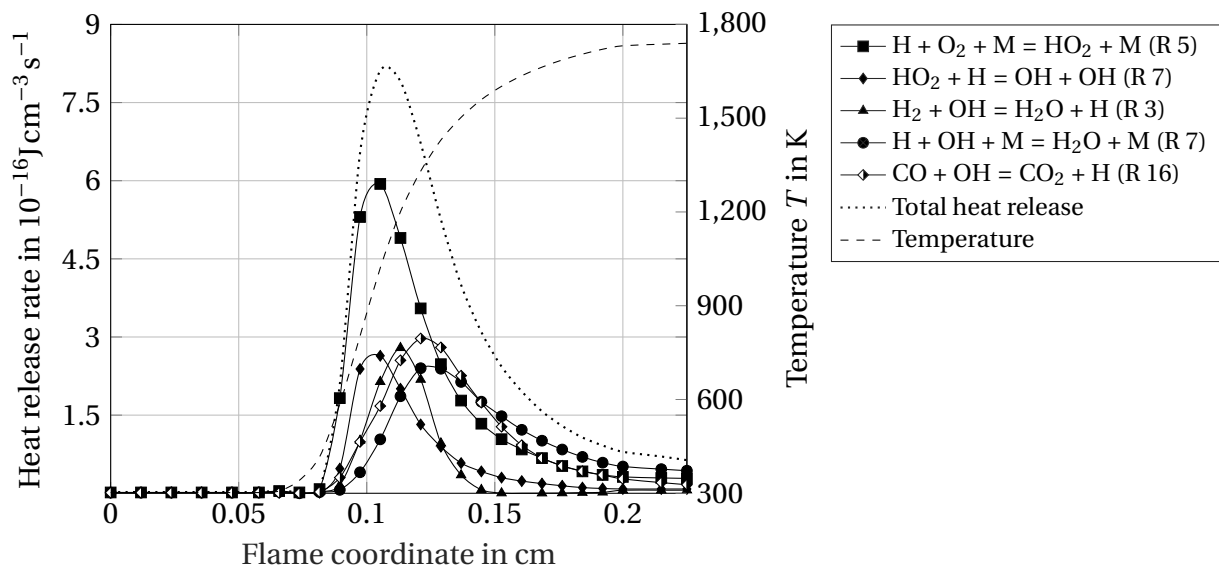 9
7.5
6
4.5
3
1.5
Heat release rate in 10⁻¹⁶J cm⁻³ s⁻¹
0
0.05
0.1
0.15
0.2
Flame coordinate in cm
1,800
1,500
1,200
900
600
300
Temperature T in K
H + O₂ + M = HO₂ + M (R 5)
HO₂ + H = OH + OH (R 7)
H₂ + OH = H₂O + H (R 3)
H + OH + M = H₂O + M (R 7)
CO + OH = CO₂ + H (R 16)
Total heat release
Temperature